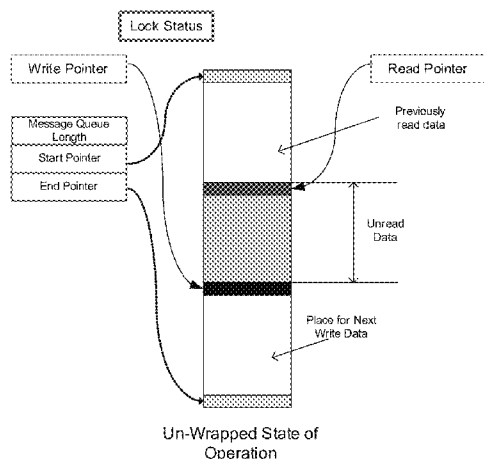 Lock Status
Write Pointer
Read Pointer
Message Queue
Length
Start Pointer
End Pointer
Previously
read data
Unread
Data
Place for Next
Write Data
Un-Wrapped State of
Operation